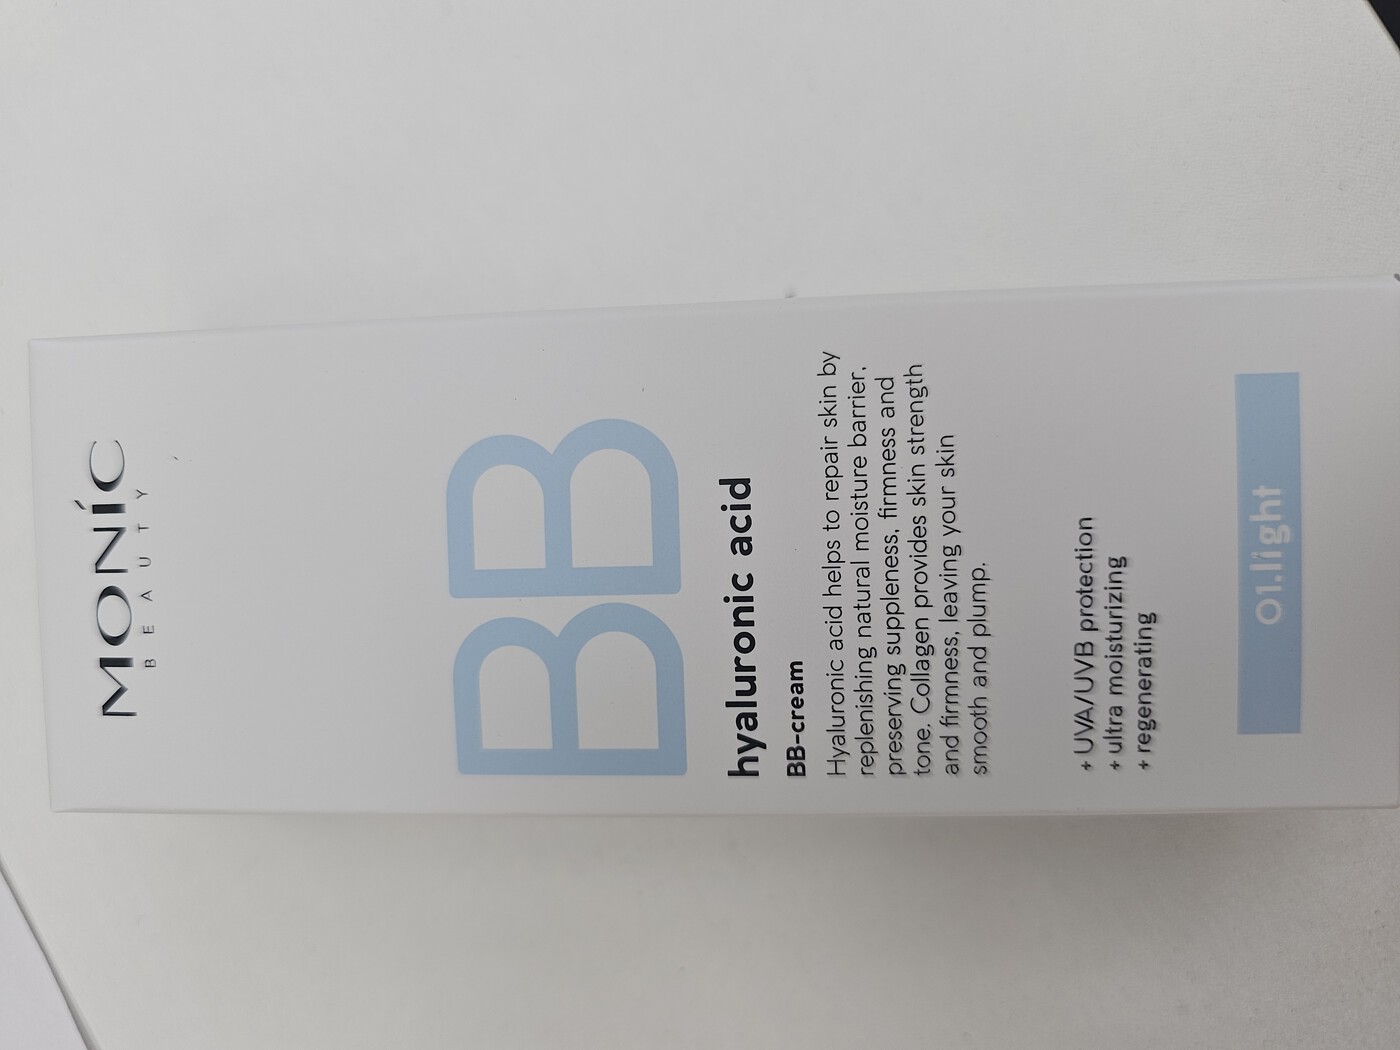 MONíC
BEAUTY
BB
hyaluronic acid
BB-cream
Hyaluronic acid helps to repair skin by
replenishing natural moisture barrier,
preserving suppleness, firmness and
tone. Collagen provides skin strength
and firmness, leaving your skin
smooth and plump.
+ UVA/UVB protection
+ ultra moisturizing
+ regenerating
01.light